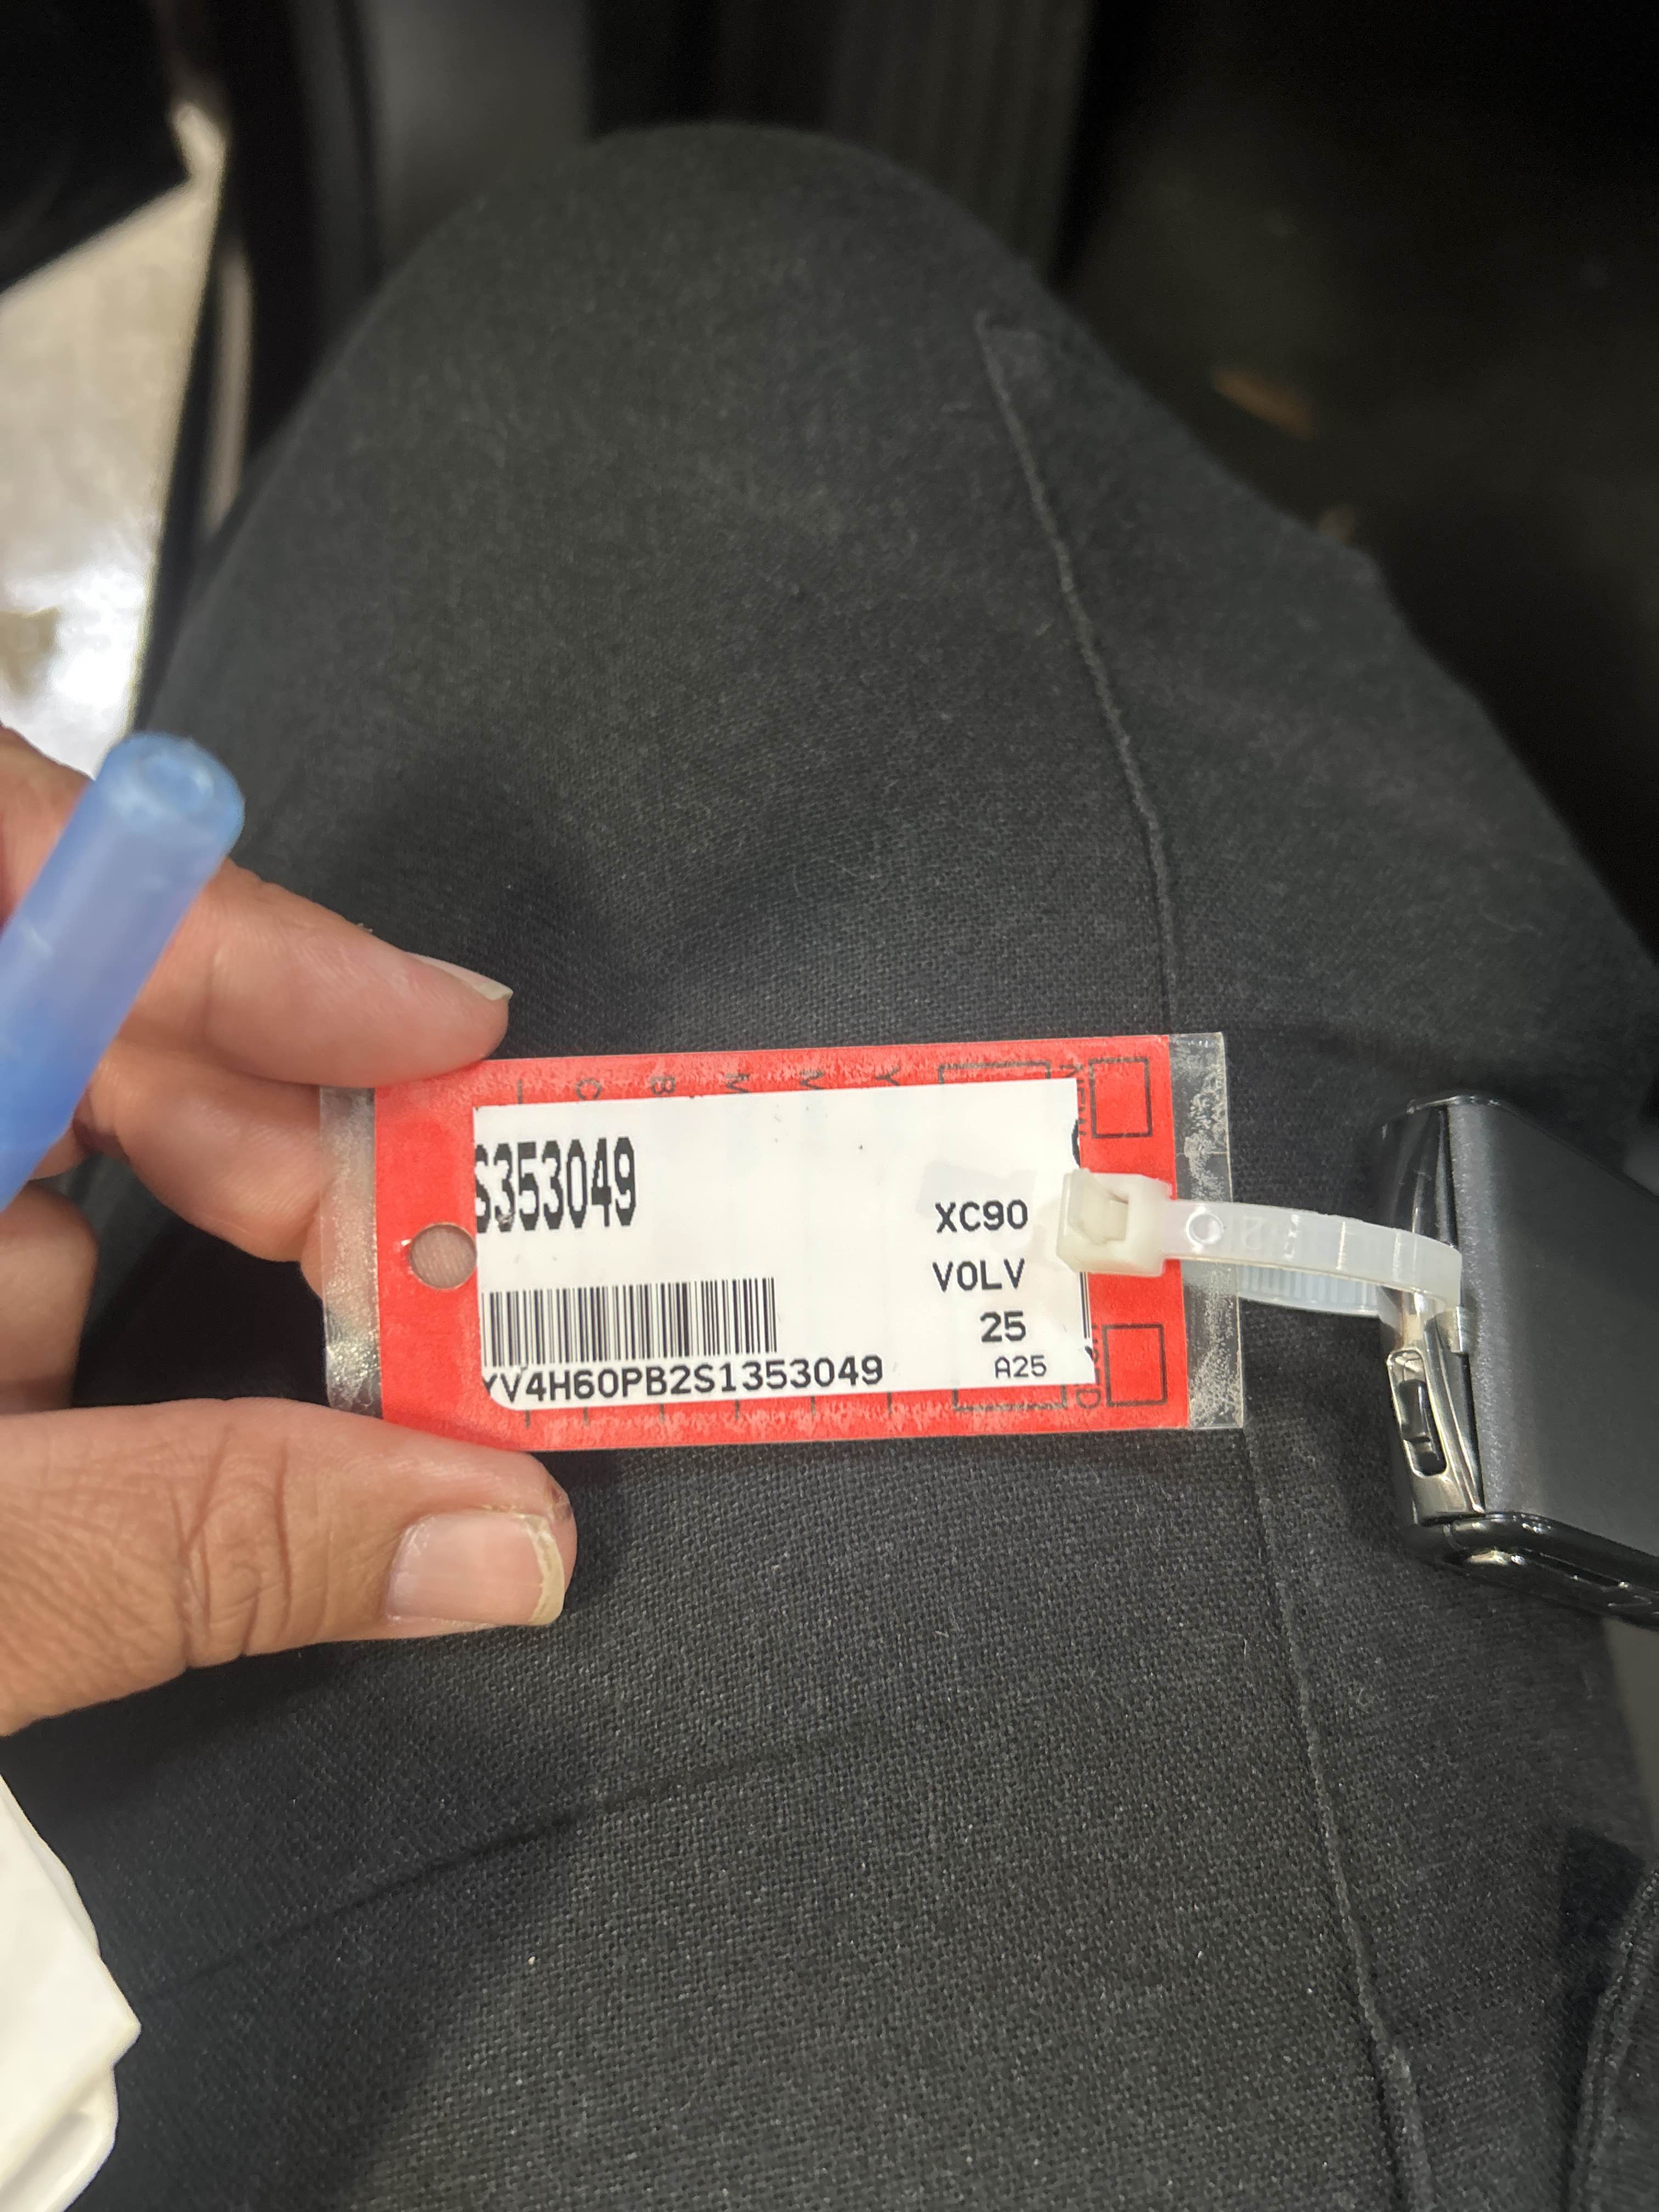 I C B M M Y
S353049
XC90
VOLV
25
A25
YV4H60PB2S1353049